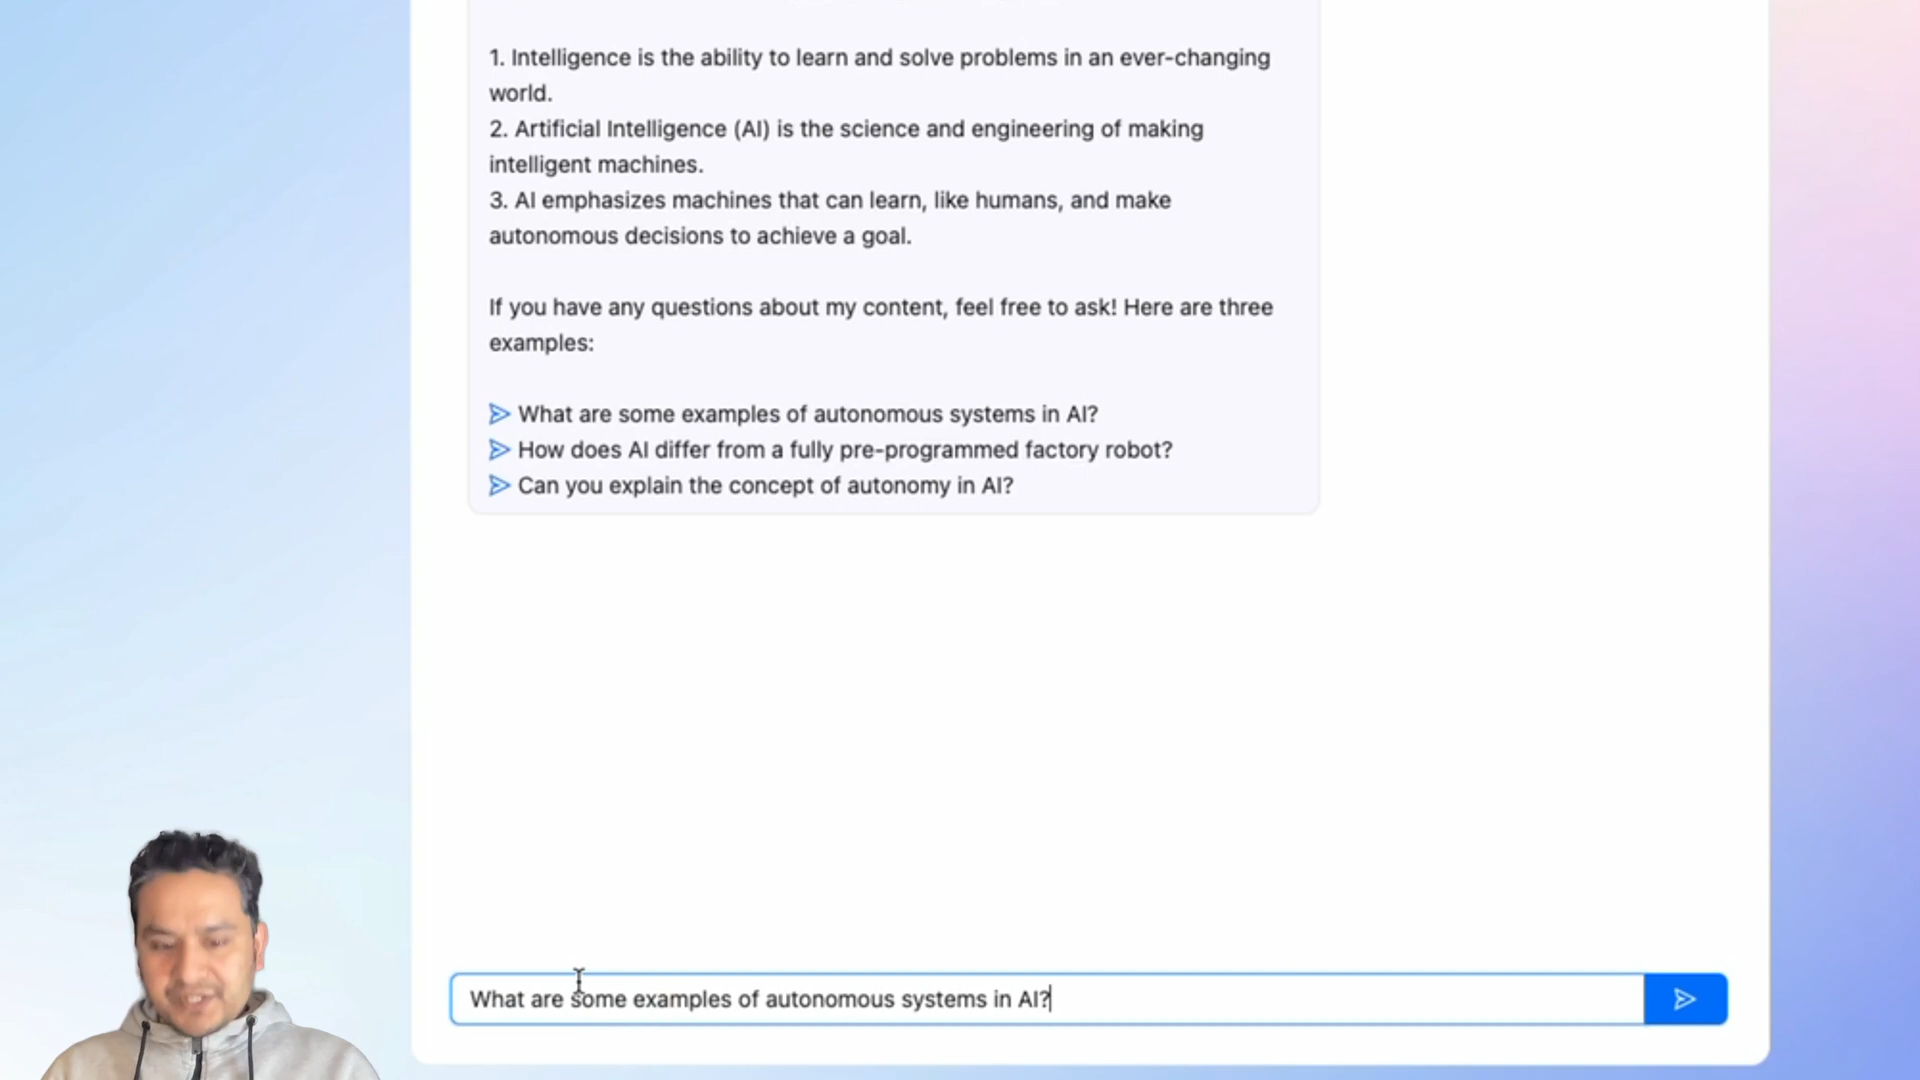 1. Intelligence is the ability to learn and solve problems in an ever-changing
world.
2. Artificial Intelligence (AI) is the science and engineering of making
intelligent machines.
3. AI emphasizes machines that can learn, like humans, and make
autonomous decisions to achieve a goal.
If you have any questions about my content, feel free to ask! Here are three
examples:
What are some examples of autonomous systems in AI?
How does AI differ from a fully pre-programmed factory robot?
Can you explain the concept of autonomy in AI?
What are some examples of autonomous systems in AI?